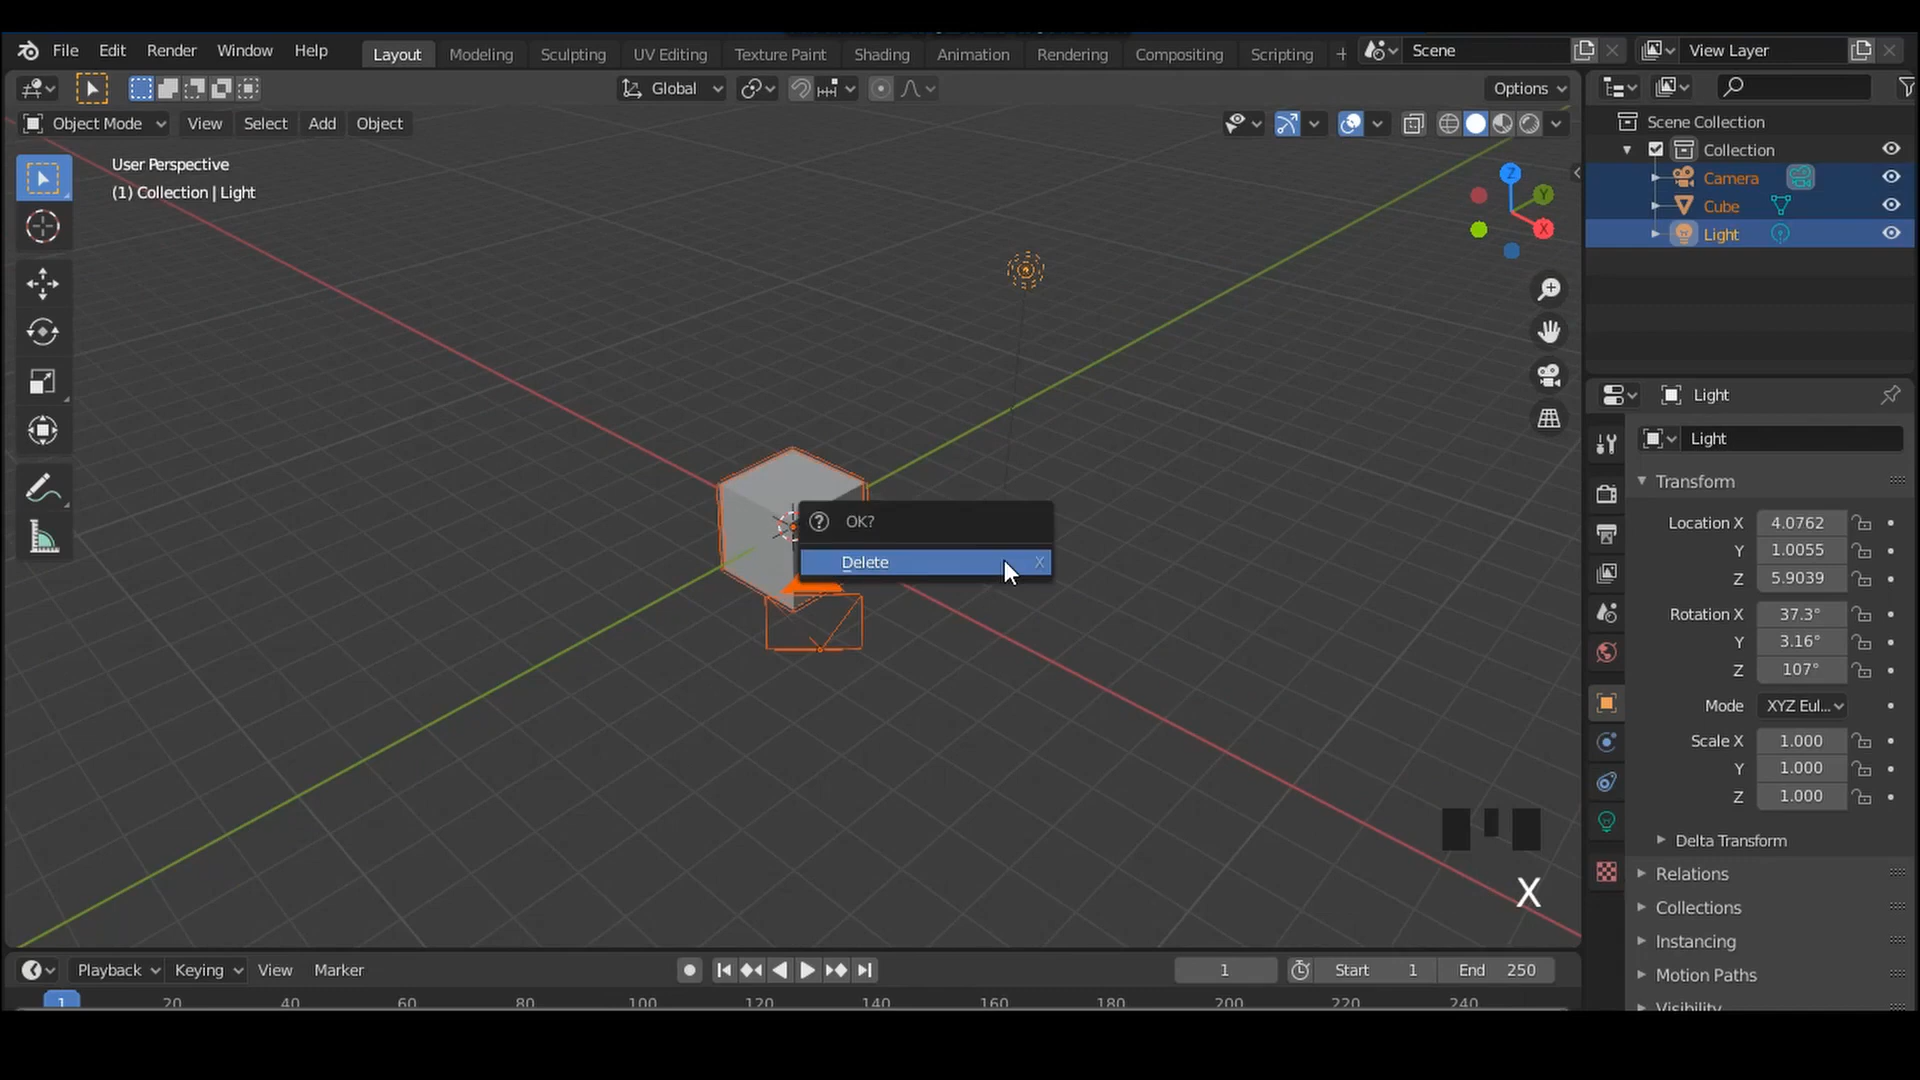 File Edit Render Window Help Layout Modeling Sculpting UV Editing Texture Paint Shading Animation Rendering Compositing Scripting + Scene View Layer
Global Options
Object Mode View Select Add Object
User Perspective
(1) Collection | Light
Z
Y
X
OK?
Delete X
X
Scene Collection
Collection
Camera
Cube
Light
Light
Light
Transform
Location X 4.0762
Y 1.0055
Z 5.9039
Rotation X 37.3°
Y 3.16°
Z 107°
Mode XYZ Eul...
Scale X 1.000
Y 1.000
Z 1.000
Delta Transform
Relations
Collections
Instancing
Motion Paths
Visibility
Playback Keying View Marker 1 Start 1 End 250
1 20 40 60 80 100 120 140 160 180 200 220 240